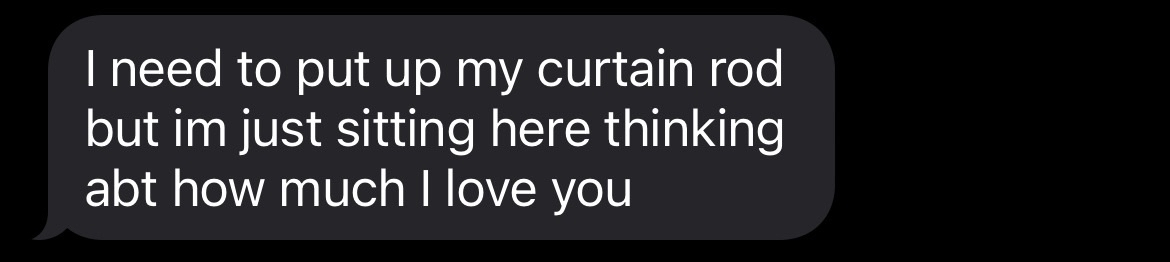 I need to put up my curtain rod
but im just sitting here thinking
abt how much I love you